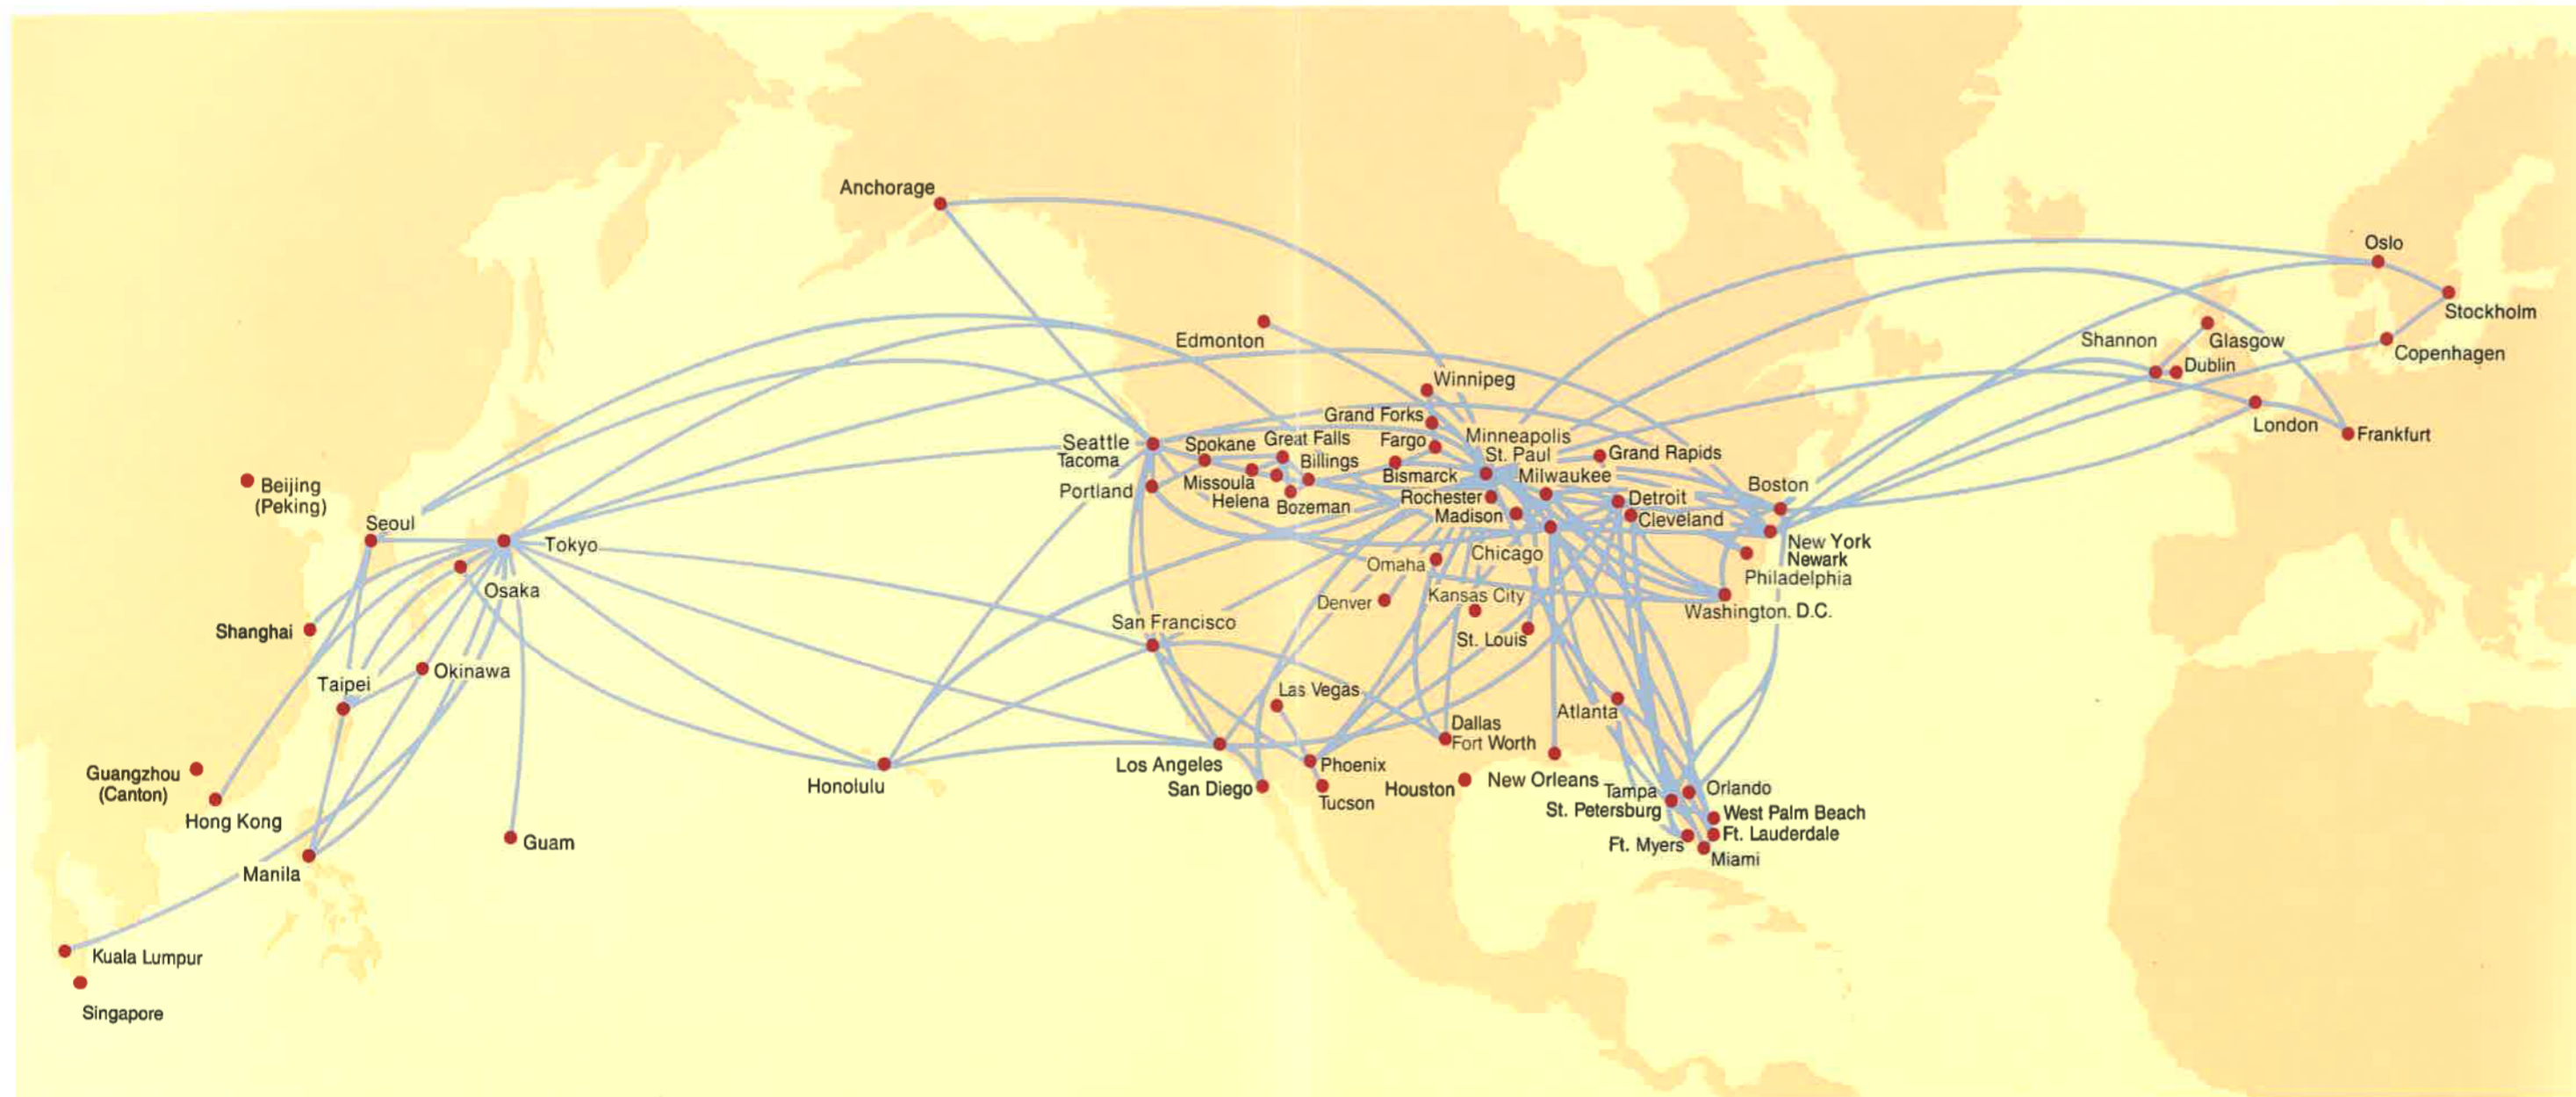 Anchorage
Oslo
Stockholm
Edmonton
Shannon
Glasgow
Copenhagen
Dublin
Winnipeg
Grand Forks
London
Frankfurt
Seattle
Tacoma
Spokane
Great Falls
Fargo
Minneapolis
St. Paul
Grand Rapids
Billings
Bismarck
Milwaukee
Missoula
Portland
Helena
Bozeman
Rochester
Madison
Detroit
Cleveland
Boston
Beijing
(Peking)
Seoul
Tokyo
New York
Newark
Chicago
Omaha
Philadelphia
Osaka
Denver
Kansas City
Washington. D.C.
Shanghai
San Francisco
St. Louis
Okinawa
Taipei
Las Vegas
Atlanta
Dallas
Fort Worth
Guangzhou
(Canton)
Honolulu
Los Angeles
San Diego
Phoenix
Tucson
Houston
New Orleans
Tampa
St. Petersburg
Orlando
West Palm Beach
Ft. Lauderdale
Ft. Myers
Miami
Hong Kong
Guam
Manila
Kuala Lumpur
Singapore